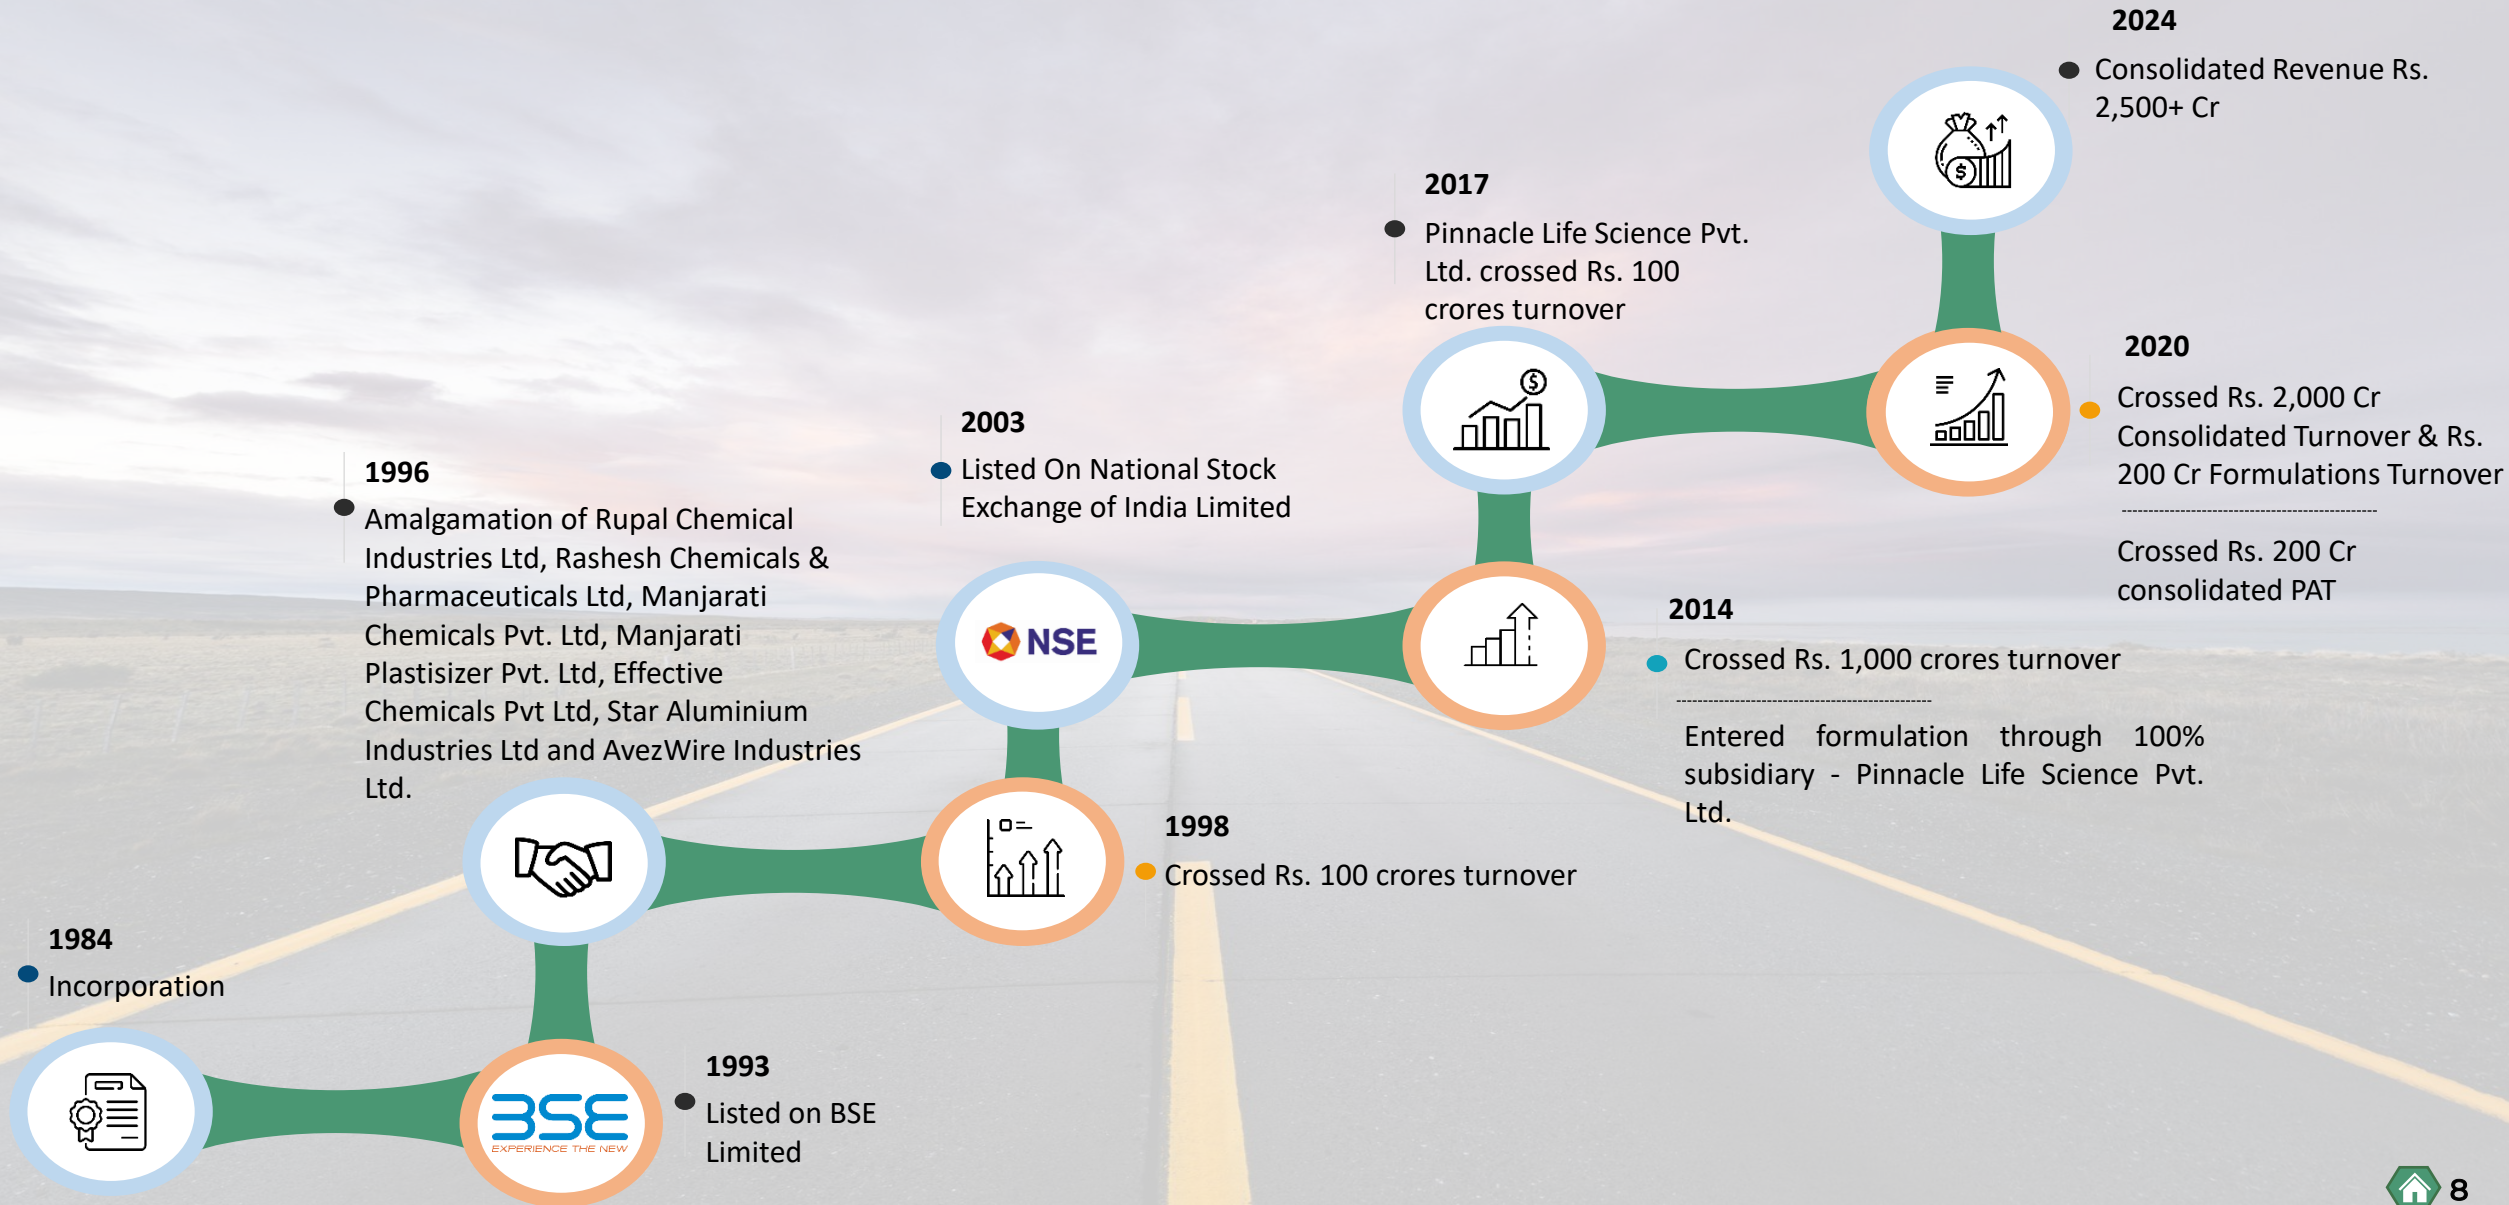 2024
Consolidated Revenue Rs.
2,500+ Cr
2017
Pinnacle Life Science Pvt.
Ltd. crossed Rs. 100
crores turnover
2020
Crossed Rs. 2,000 Cr
Consolidated Turnover & Rs.
200 Cr Formulations Turnover
Crossed Rs. 200 Cr
consolidated PAT
2003
Listed On National Stock
Exchange of India Limited
NSE
2014
Crossed Rs. 1,000 crores turnover
Entered formulation through 100%
subsidiary - Pinnacle Life Science Pvt.
Ltd.
1996
Amalgamation of Rupal Chemical
Industries Ltd, Rashesh Chemicals &
Pharmaceuticals Ltd, Manjarati
Chemicals Pvt. Ltd, Manjarati
Plastisizer Pvt. Ltd, Effective
Chemicals Pvt Ltd, Star Aluminium
Industries Ltd and AvezWire Industries
Ltd.
1998
Crossed Rs. 100 crores turnover
1984
Incorporation
1993
Listed on BSE
Limited
BSE
EXPERIENCE THE NEW
8